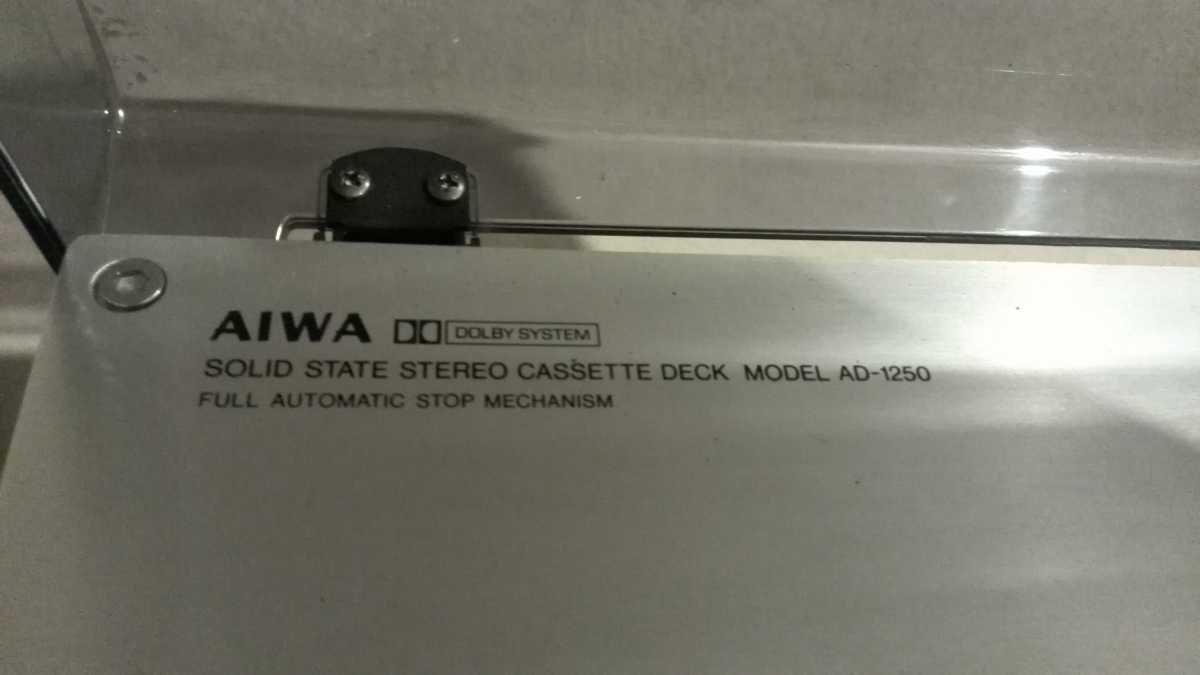 AIWA DOLBY SYSTEM
SOLID STATE STEREO CASSETTE DECK MODEL AD-1250
FULL AUTOMATIC STOP MECHANISM